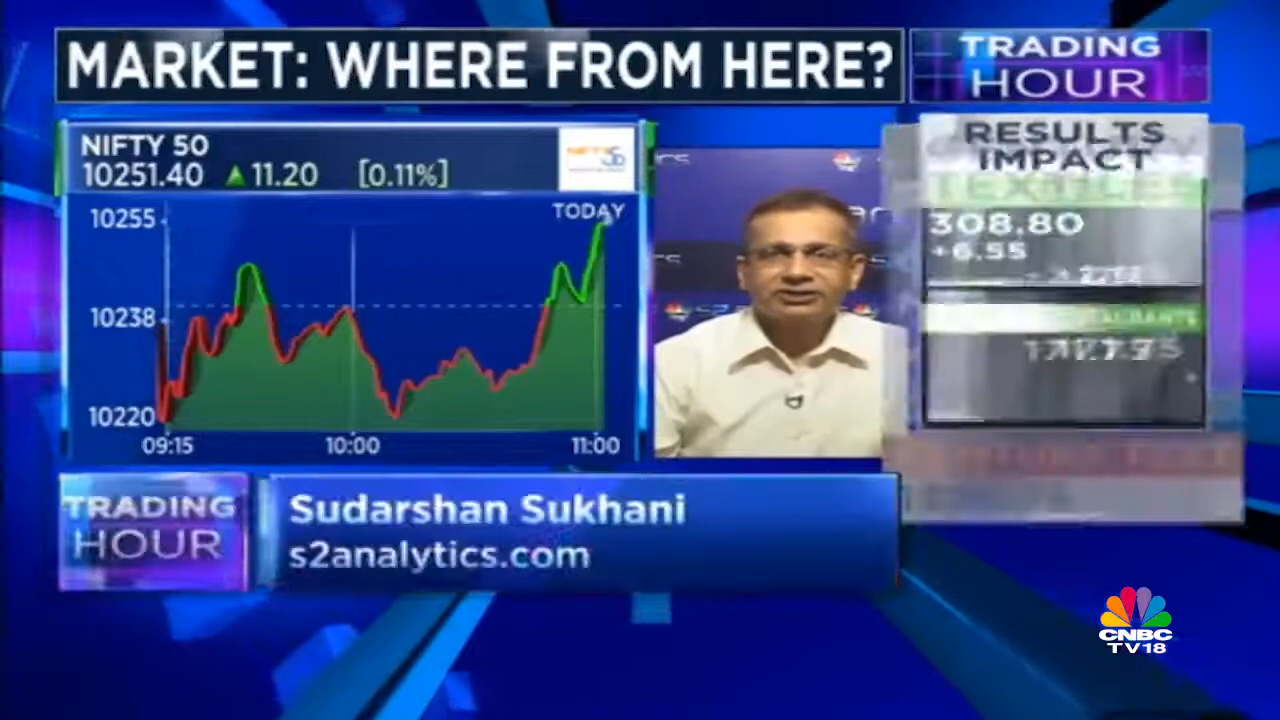 MARKET: WHERE FROM HERE?
TRADING
HOUR
NIFTY 50
10251.40 ▲ 11.20 [0.11%]
TODAY
10255
10238
10220
09:15 10:00 11:00
RESULTS
IMPACT
308.80
+6.55
TRADING
HOUR
Sudarshan Sukhani
s2analytics.com
CNBC
TV18